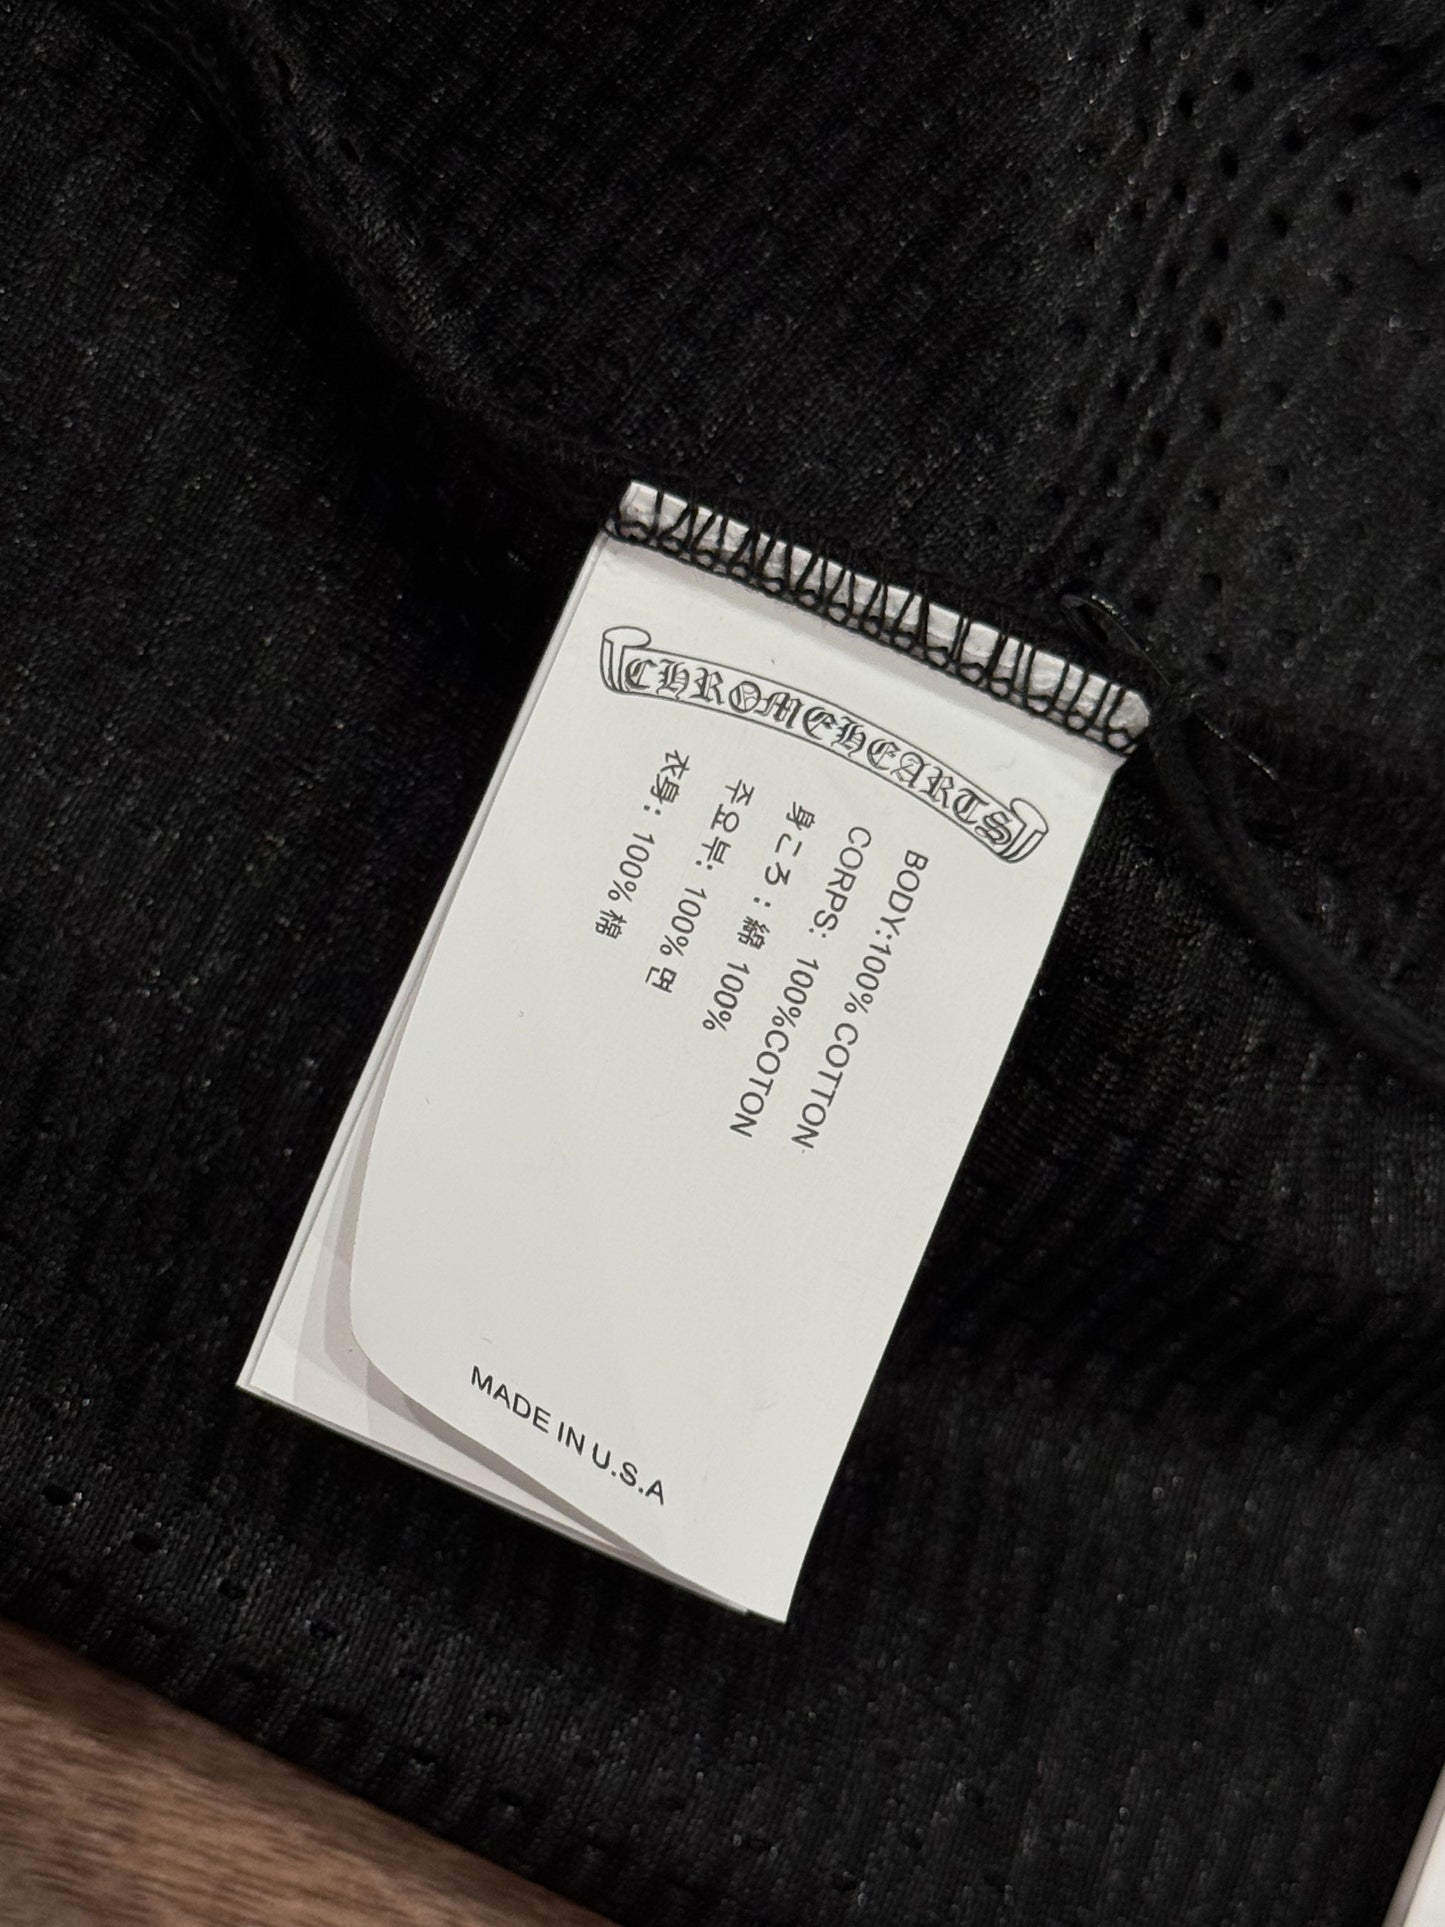 CHROMEHEARTS
BODY:100% COTTON
CORPS: 100%COTON
身ころ：綿 100%
주요부: 100% 면
衣身: 100% 棉
MADE IN U.S.A